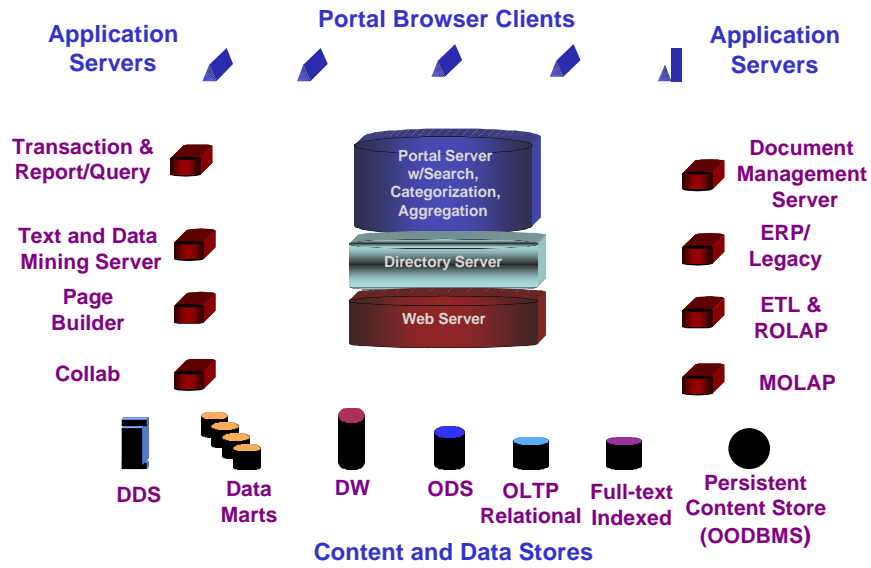 Portal Browser Clients
Application
Servers
Application
Servers
Transaction &
Report/Query
Text and Data
Mining Server
Page
Builder
Collab
Portal Server
w/Search,
Categorization,
Aggregation
Directory Server
Web Server
Document
Management
Server
ERP/
Legacy
ETL &
ROLAP
MOLAP
DDS
Data
Marts
DW
ODS
OLTP
Relational
Full-text
Indexed
Persistent
Content Store
(OODBMS)
Content and Data Stores